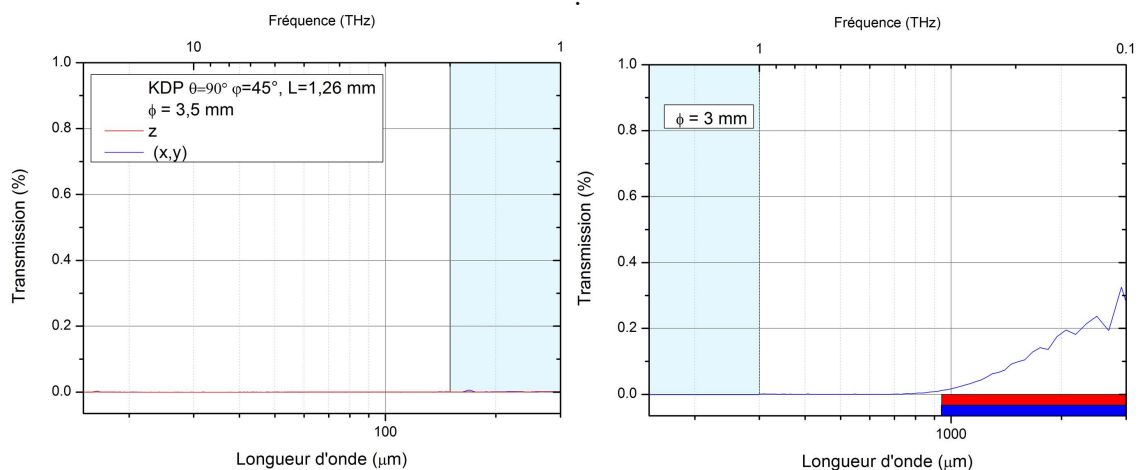 Fréquence (THz)
10
1
1.0
0.8
0.6
0.4
0.2
0.0
Transmission (%)
KDP θ=90° φ=45°, L=1,26 mm
ϕ = 3,5 mm
z
(x,y)
100
Longueur d'onde (μm)
Fréquence (THz)
1
0.1
1.0
0.8
0.6
0.4
0.2
0.0
Transmission (%)
ϕ = 3 mm
1000
Longueur d'onde (μm)